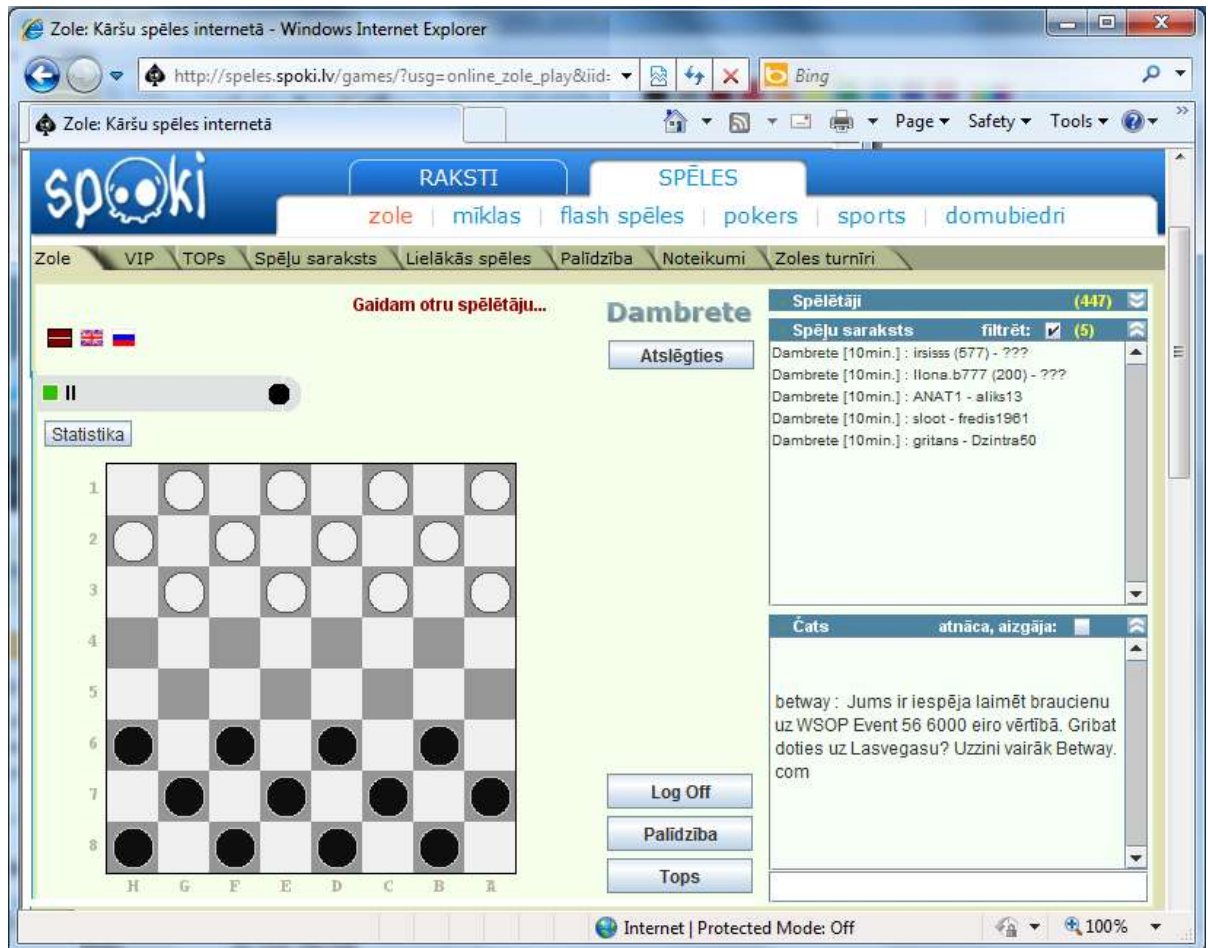 Zole: Kāršu spēles internetā - Windows Internet Explorer
http://speles.spoki.lv/games/?usg=online_zole_play&iid=
Bing
Zole: Kāršu spēles internetā
Page Safety Tools
spoki
RAKSTI SPĒLES
zole | mīklas | flash spēles | pokers | sports | domubiedri
Zole VIP TOPs Spēļu saraksts Lielākās spēles Palīdzība Noteikumi Zoles turnīri
Gaidam otru spēlētāju...
Dambrete
Atslēgties
Statistika
1
2
3
4
5
6
7
8
H G F E D C B A
Log Off
Palīdzība
Tops
Spēlētāji (447)
Spēļu saraksts filtrēt: (5)
Dambrete [10min.] : irsisss (577) - ???
Dambrete [10min.] : Ilona.b777 (200) - ???
Dambrete [10min.] : ANAT1 - aliks13
Dambrete [10min.] : sloot - fredis1961
Dambrete [10min.] : gritans - Dzintra50
Čats atnāca, aizgāja:
betway : Jums ir iespēja laimēt braucienu
uz WSOP Event 56 6000 eiro vērtībā. Gribat
doties uz Lasvegasu? Uzzini vairāk Betway.
com
Internet | Protected Mode: Off
100%